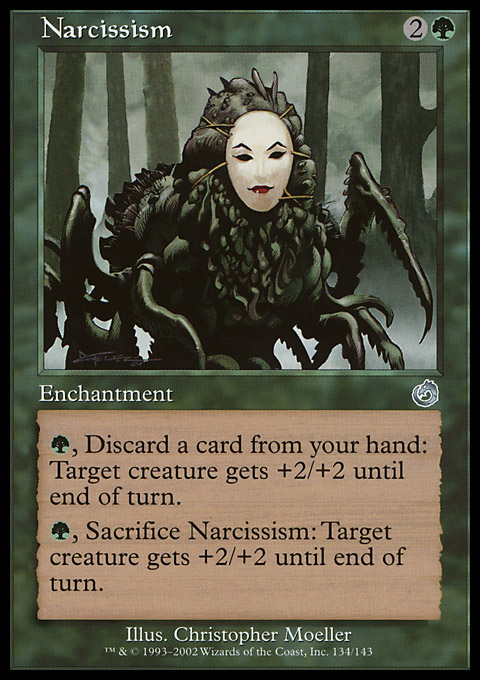 Narcissism 2
Enchantment
, Discard a card from your hand:
Target creature gets +2/+2 until
end of turn.
, Sacrifice Narcissism: Target
creature gets +2/+2 until end of
turn.
Illus. Christopher Moeller
™ & © 1993–2002 Wizards of the Coast, Inc. 134/143